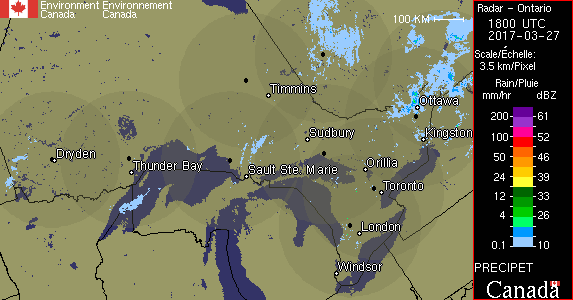 Environment Environnement
Canada Canada
100 KM
Timmins
Ottawa
Sudbury
Kingston
Dryden
Thunder Bay
Sault Ste. Marie
Orillia
Toronto
London
Windsor
Radar - Ontario
1800 UTC
2017-03-27
Scale/Échelle:
3.5 km/Pixel
Rain/Pluie
mm/hr dBZ
200 61
100 52
50 46
24 39
12 33
4 26
0.1 10
PRECIPET
Canada